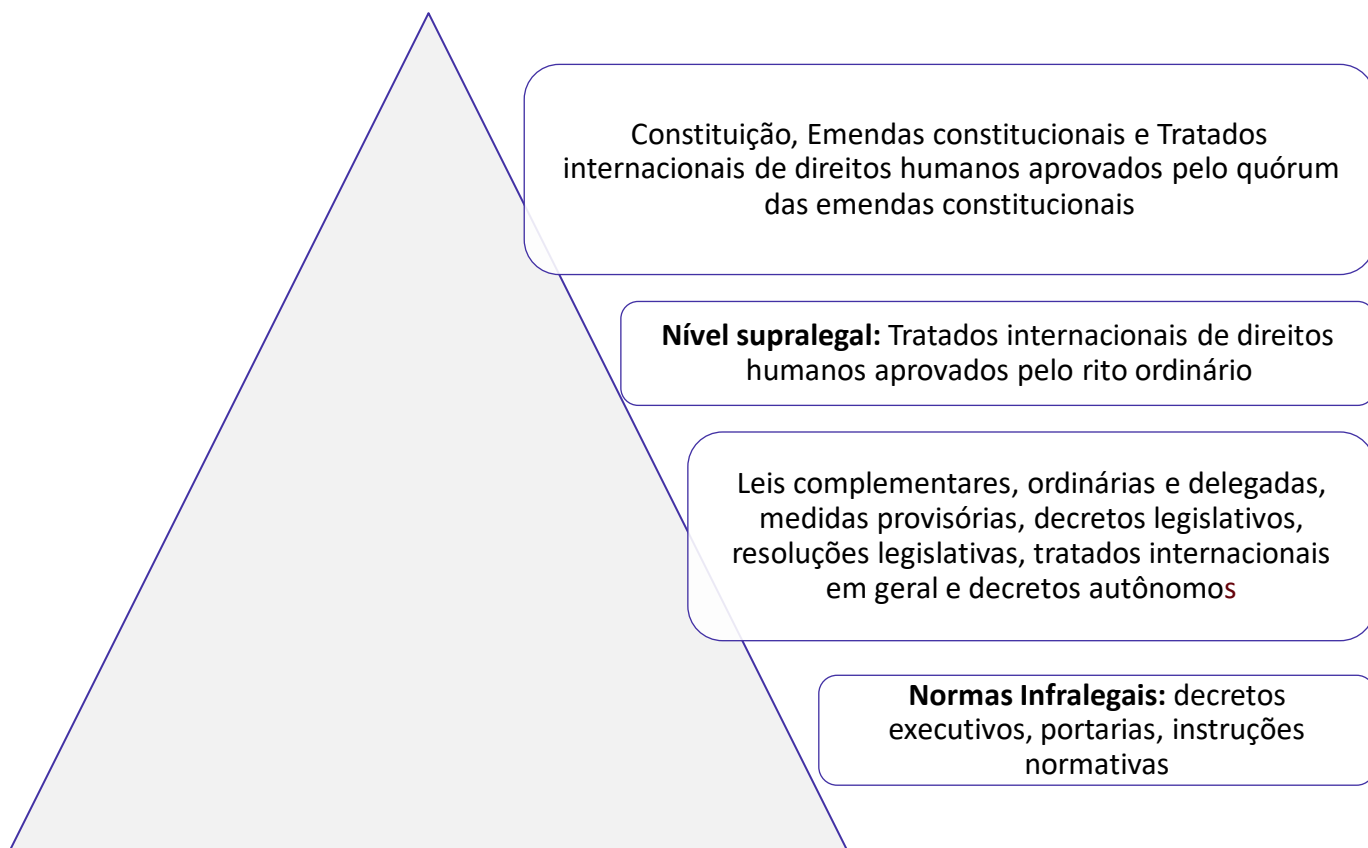 Constituição, Emendas constitucionais e Tratados
internacionais de direitos humanos aprovados pelo quórum
das emendas constitucionais
Nível supralegal: Tratados internacionais de direitos
humanos aprovados pelo rito ordinário
Leis complementares, ordinárias e delegadas,
medidas provisórias, decretos legislativos,
resoluções legislativas, tratados internacionais
em geral e decretos autônomos
Normas Infralegais: decretos
executivos, portarias, instruções
normativas